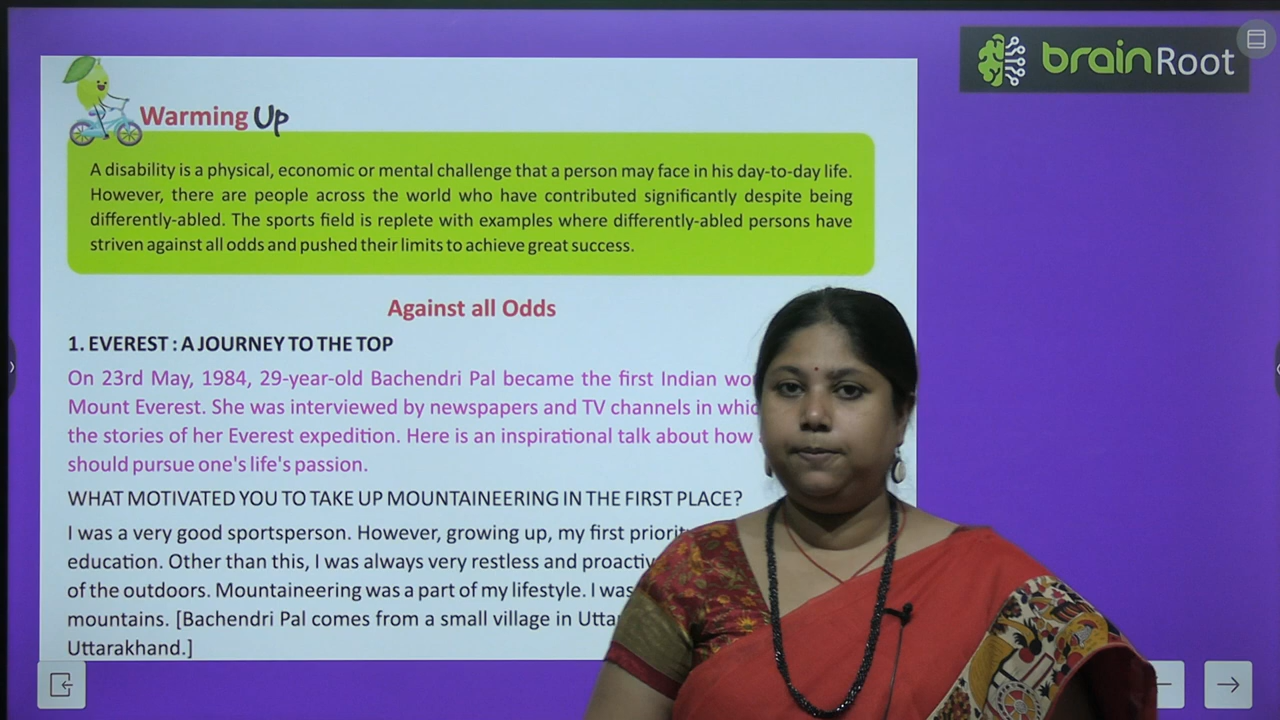 brainRoot
Warming Up
A disability is a physical, economic or mental challenge that a person may face in his day-to-day life.
However, there are people across the world who have contributed significantly despite being
differently-abled. The sports field is replete with examples where differently-abled persons have
striven against all odds and pushed their limits to achieve great success.
Against all Odds
1. EVEREST : A JOURNEY TO THE TOP
On 23rd May, 1984, 29-year-old Bachendri Pal became the first Indian
Mount Everest. She was interviewed by newspapers and TV channels in
the stories of her Everest expedition. Here is an inspirational talk about how
should pursue one's life's passion.
WHAT MOTIVATED YOU TO TAKE UP MOUNTAINEERING IN THE FIRST PLACE?
I was a very good sportsperson. However, growing up, my first
education. Other than this, I was always very restless and
of the outdoors. Mountaineering was a part of my lifestyle. I was
mountains. [Bachendri Pal comes from a small village in
Uttarakhand.]